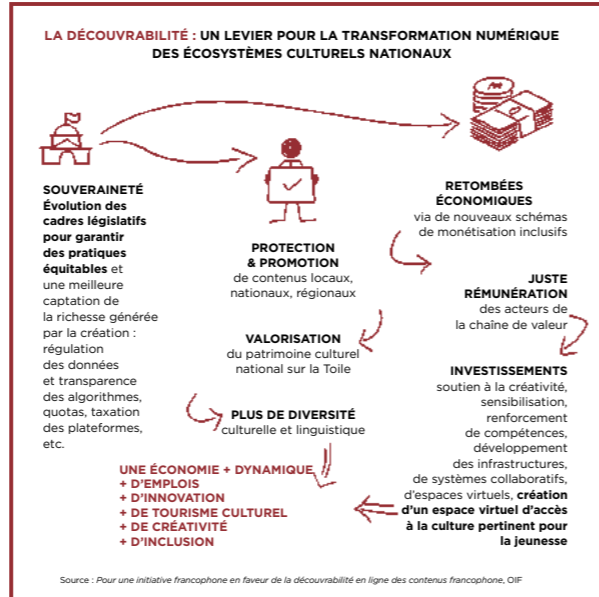 LA DÉCOUVRABILITÉ : UN LEVIER POUR LA TRANSFORMATION NUMÉRIQUE
DES ÉCOSYSTÈMES CULTURELS NATIONAUX
SOUVERAINETÉ
Évolution des
cadres législatifs
pour garantir
des pratiques
équitables et
une meilleure
captation de
la richesse générée
par la création :
régulation
des données
et transparence
des algorithmes,
quotas, taxation
des plateformes,
etc.
PROTECTION
& PROMOTION
de contenus locaux,
nationaux, régionaux
VALORISATION
du patrimoine culturel
national sur la Toile
PLUS DE DIVERSITÉ
culturelle et linguistique
RETOMBÉES
ÉCONOMIQUES
via de nouveaux schémas
de monétisation inclusifs
JUSTE
RÉMUNÉRATION
des acteurs de
la chaîne de valeur
INVESTISSEMENTS
soutien à la créativité,
sensibilisation,
renforcement
de compétences,
développement
des infrastructures,
de systèmes collaboratifs,
d'espaces virtuels, création
d'un espace virtuel d'accès
à la culture pertinent pour
la jeunesse
UNE ÉCONOMIE + DYNAMIQUE
+ D'EMPLOIS
+ D'INNOVATION
+ DE TOURISME CULTUREL
+ DE CRÉATIVITÉ
+ D'INCLUSION
Source : Pour une initiative francophone en faveur de la découvrabilité en ligne des contenus francophone, OIF